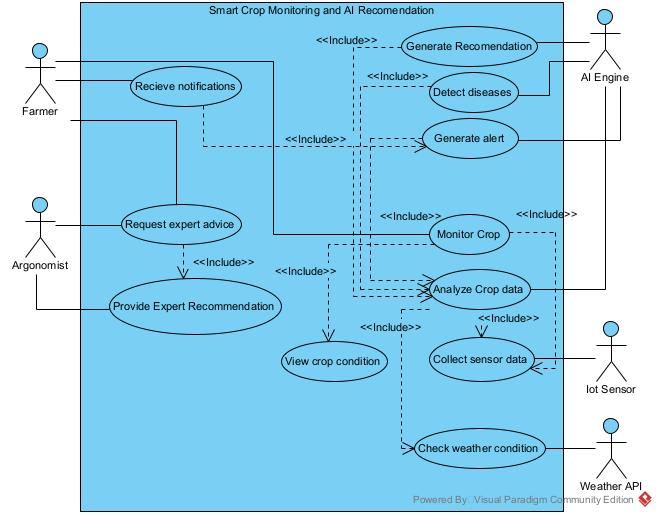 Smart Crop Monitoring and AI Recomendation
<<Include>>
Generate Recomendation
AI Engine
<<Include>>
Detect diseases
Recieve notifications
Farmer
<<Include>>
Generate alert
<<Include>>
<<Include>>
Request expert advice
Monitor Crop
Argonomist
<<Include>>
<<Include>>
Provide Expert Recommendation
Analyze Crop data
<<Include>>
<<Include>>
View crop condition
Collect sensor data
Iot Sensor
Check weather condition
Weather API
Powered By Visual Paradigm Community Edition